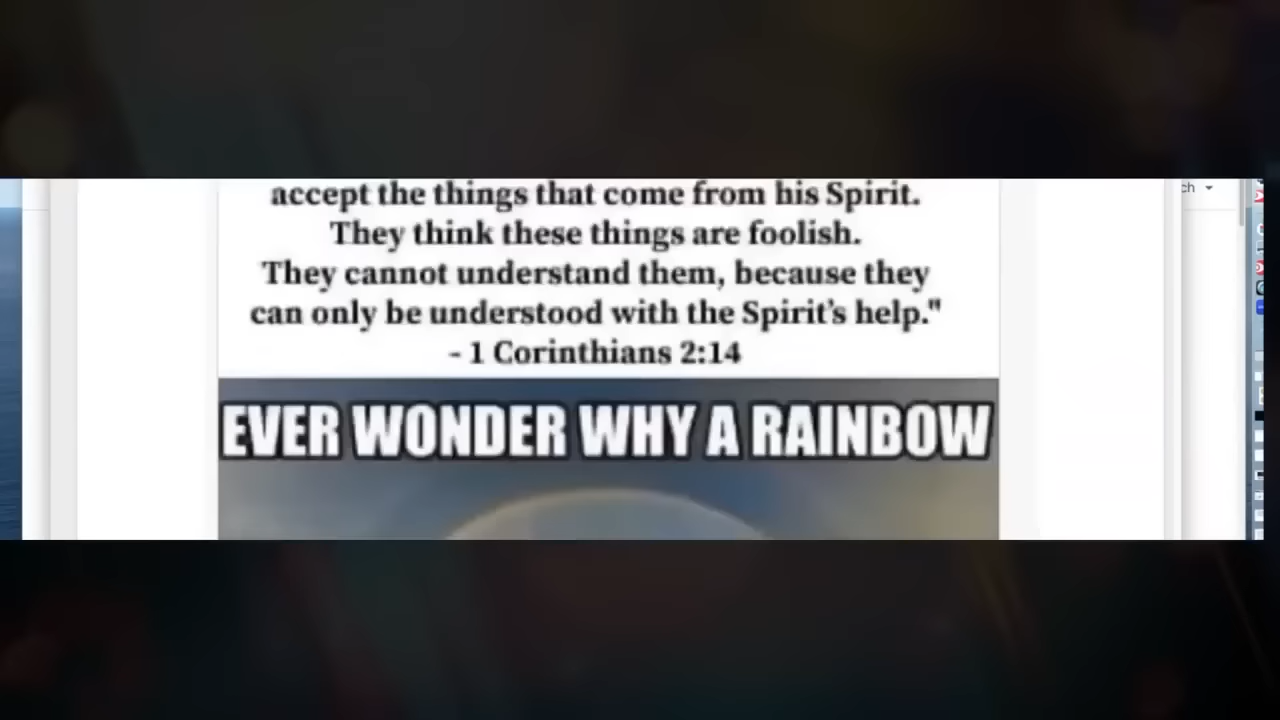 accept the things that come from his Spirit.
They think these things are foolish.
They cannot understand them, because they
can only be understood with the Spirit's help."
- 1 Corinthians 2:14
EVER WONDER WHY A RAINBOW
ch